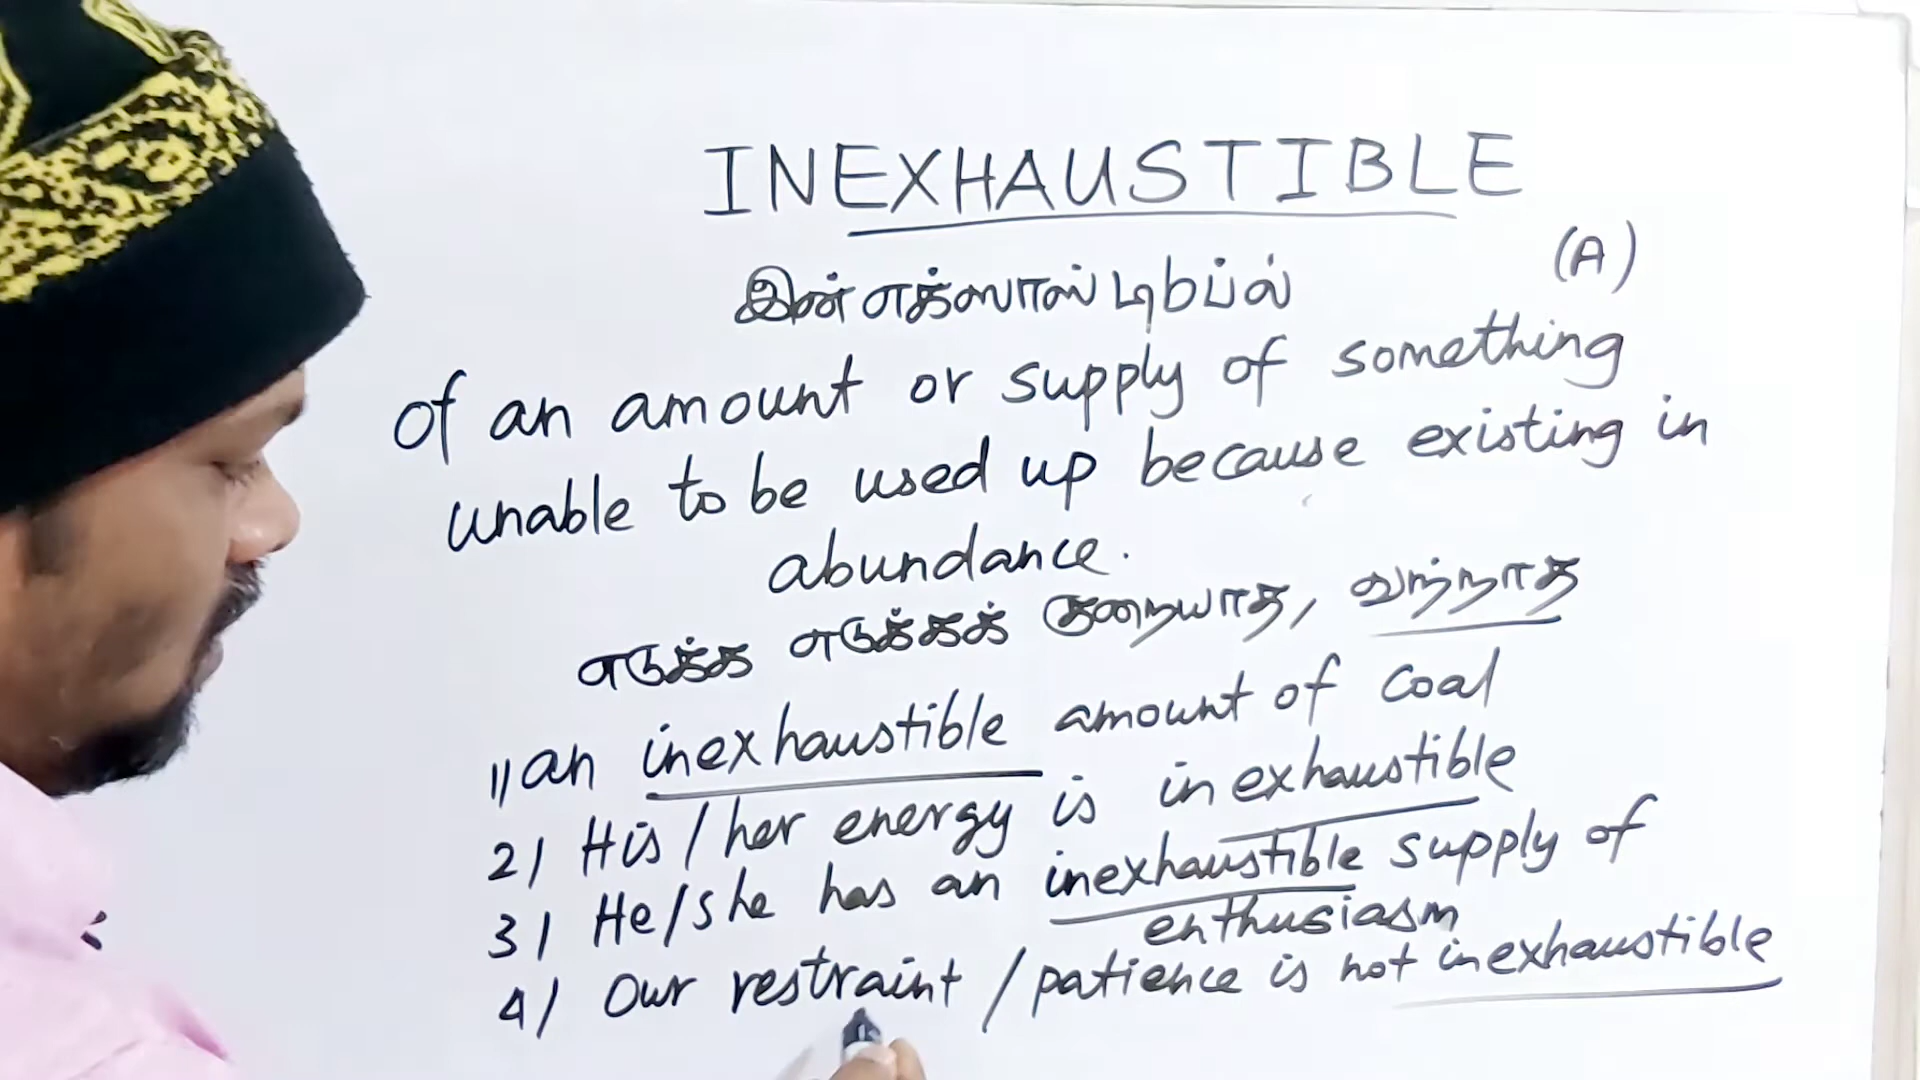 INEXHAUSTIBLE
(A)
இன்எக்ஸாஸ்டிbப்ல்
of an amount or supply of something
unable to be used up because existing in
abundance.
எடுக்க எடுக்கக் குறையாத, வற்றாத
1) an inexhaustible amount of coal
2) His/her energy is inexhaustible
3) He/she has an inexhaustible supply of
enthusiasm
4) Our restraint / patience is not inexhaustible